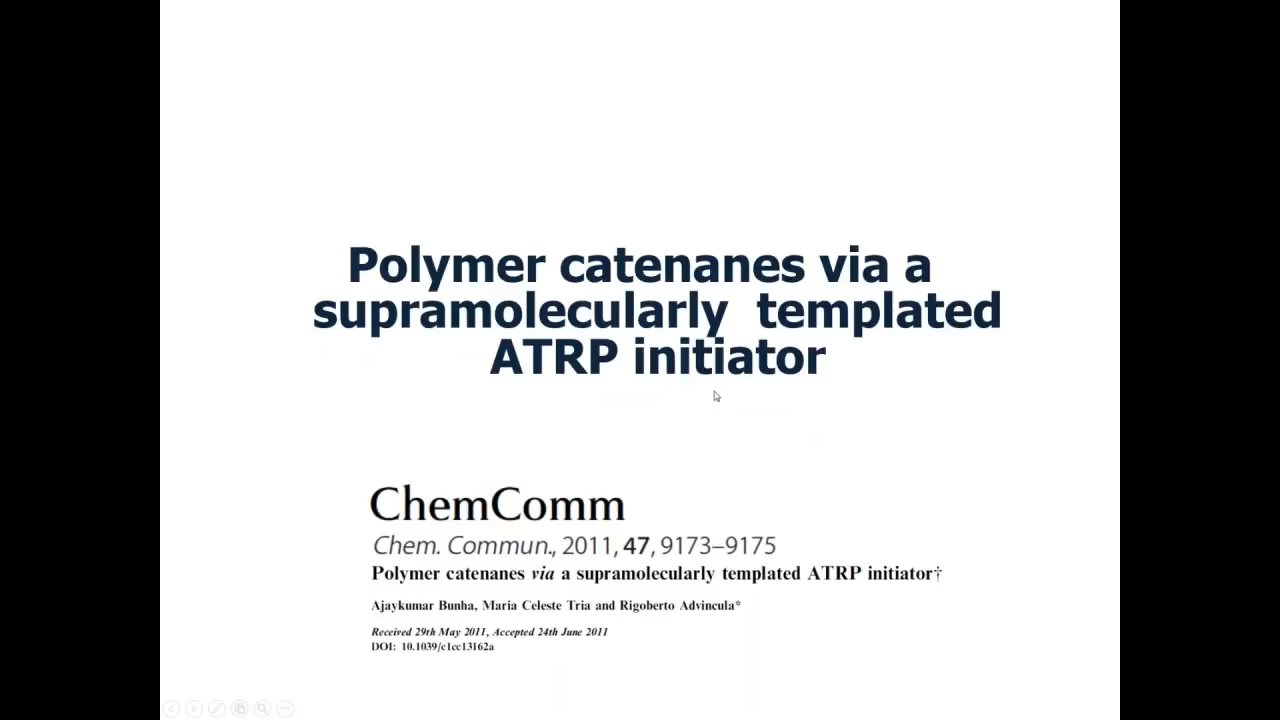 Polymer catenanes via a
supramolecularly templated
ATRP initiator
ChemComm
Chem. Commun., 2011, 47, 9173–9175
Polymer catenanes via a supramolecularly templated ATRP initiator†
Ajaykumar Bunha, Maria Celeste Tria and Rigoberto Advincula*
Received 29th May 2011, Accepted 24th June 2011
DOI: 10.1039/c1cc13162a